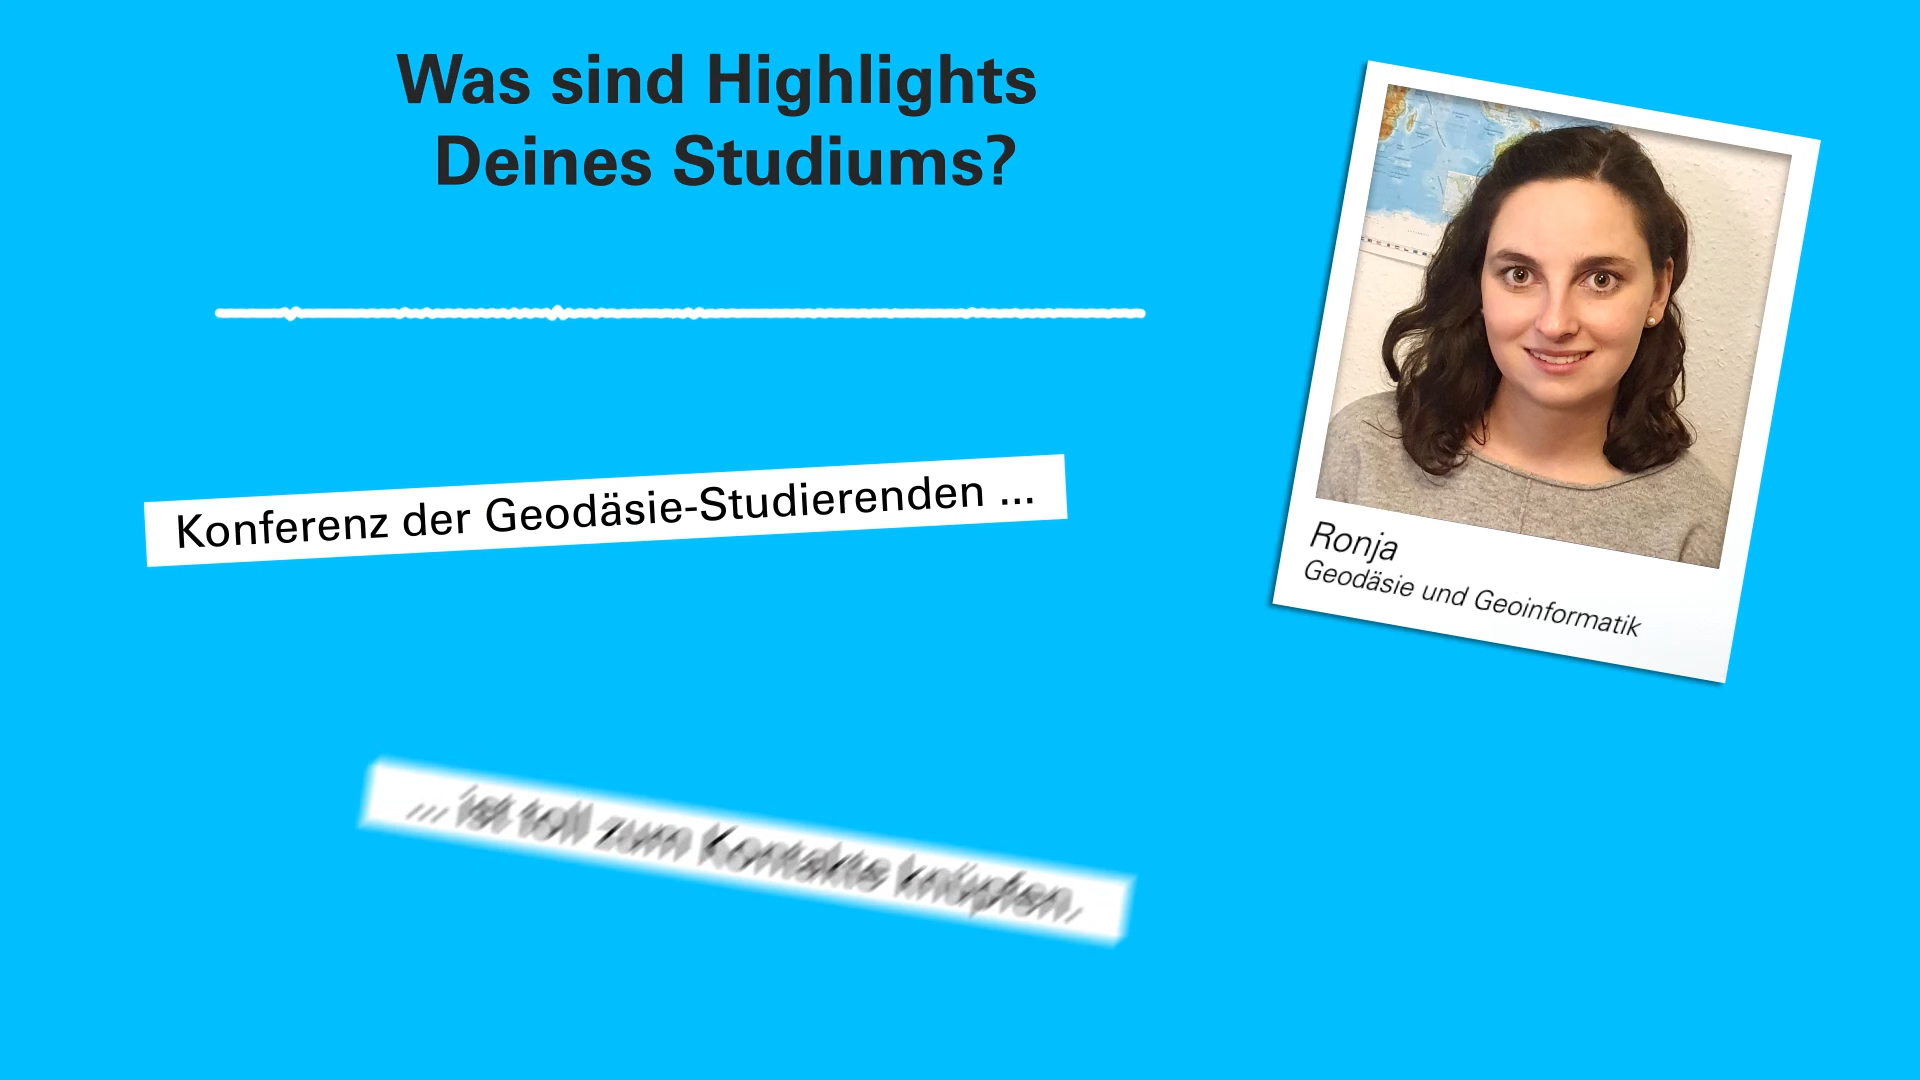 Was sind Highlights
Deines Studiums?
Konferenz der Geodäsie-Studierenden ...
... ist toll zum Kontakte knüpfen.
Ronja
Geodäsie und Geoinformatik